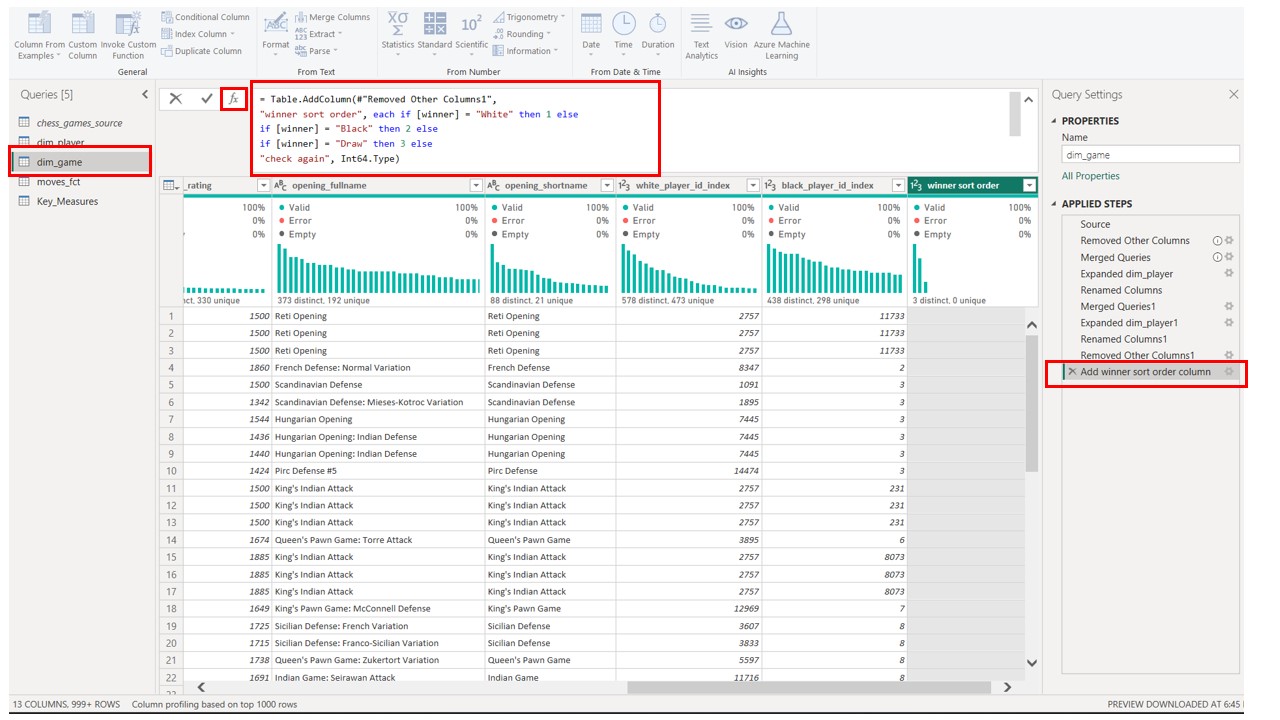 Column From
Examples
Custom
Column
Invoke Custom
Function
Conditional Column
Index Column
Duplicate Column
General
ABC
Format
Merge Columns
ABC
123
Extract
abc
Parse
From Text
XΟ
Σ
Statistics
Standard
10²
Scientific
Trigonometry
.00
Rounding
Information
From Number
Date
Time
Duration
From Date & Time
Text
Analytics
Vision
Azure Machine
Learning
AI Insights
Queries [5]
chess_games_source
dim_player
dim_game
moves_fct
Key_Measures
fx
= Table.AddColumn(#"Removed Other Columns1",
"winner sort order", each if [winner] = "White" then 1 else
if [winner] = "Black" then 2 else
if [winner] = "Draw" then 3 else
"check again", Int64.Type)
_rating ABC opening_fullname ABC opening_shortname 123 white_player_id_index 123 black_player_id_index 123 winner sort order
100% Valid 100% Valid 100% Valid 100% Valid 100% Valid 100%
0% Error 0% Error 0% Error 0% Error 0% Error 0%
0% Empty 0% Empty 0% Empty 0% Empty 0% Empty 0%
nct, 330 unique 373 distinct, 192 unique 88 distinct, 21 unique 578 distinct, 473 unique 438 distinct, 298 unique 3 distinct, 0 unique
1 1500 Reti Opening Reti Opening 2757 11733
2 1500 Reti Opening Reti Opening 2757 11733
3 1500 Reti Opening Reti Opening 2757 11733
4 1860 French Defense: Normal Variation French Defense 8347 2
5 1500 Scandinavian Defense Scandinavian Defense 1091 3
6 1342 Scandinavian Defense: Mieses-Kotroc Variation Scandinavian Defense 1895 3
7 1544 Hungarian Opening Hungarian Opening 7445 3
8 1436 Hungarian Opening: Indian Defense Hungarian Opening 7445 3
9 1440 Hungarian Opening: Indian Defense Hungarian Opening 7445 3
10 1424 Pirc Defense #5 Pirc Defense 14474 3
11 1500 King's Indian Attack King's Indian Attack 2757 231
12 1500 King's Indian Attack King's Indian Attack 2757 231
13 1500 King's Indian Attack King's Indian Attack 2757 231
14 1674 Queen's Pawn Game: Torre Attack Queen's Pawn Game 3895 6
15 1885 King's Indian Attack King's Indian Attack 2757 8073
16 1885 King's Indian Attack King's Indian Attack 2757 8073
17 1885 King's Indian Attack King's Indian Attack 2757 8073
18 1649 King's Pawn Game: McConnell Defense King's Pawn Game 12969 7
19 1725 Sicilian Defense: French Variation Sicilian Defense 3607 8
20 1715 Sicilian Defense: Franco-Sicilian Variation Sicilian Defense 3833 8
21 1738 Queen's Pawn Game: Zukertort Variation Queen's Pawn Game 5597 8
22 1691 Indian Game: Seirawan Attack Indian Game 11716 8
Query Settings
PROPERTIES
Name
dim_game
All Properties
APPLIED STEPS
Source
Removed Other Columns
Merged Queries
Expanded dim_player
Renamed Columns
Merged Queries1
Expanded dim_player1
Renamed Columns1
Removed Other Columns1
Add winner sort order column
13 COLUMNS, 999+ ROWS Column profiling based on top 1000 rows
PREVIEW DOWNLOADED AT 6:45